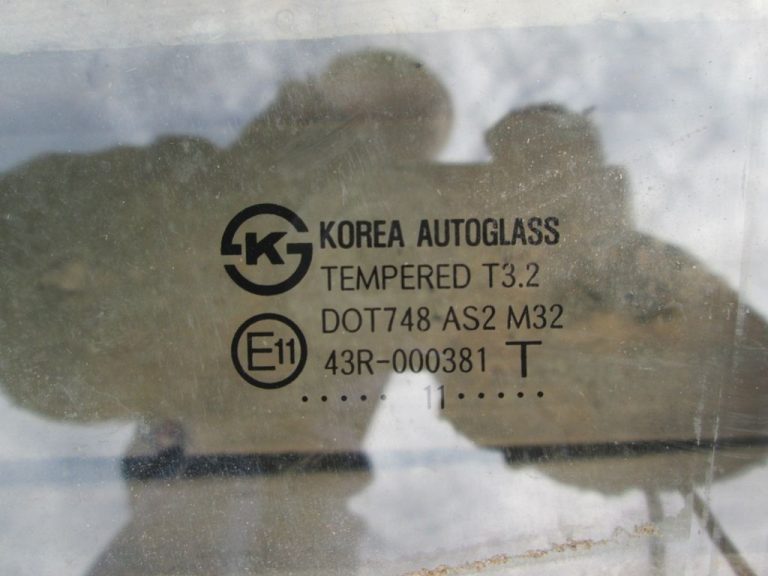 K KOREA AUTOGLASS
TEMPERED T3.2
DOT748 AS2 M32
E11 43R-000381 T
..... 11 .....